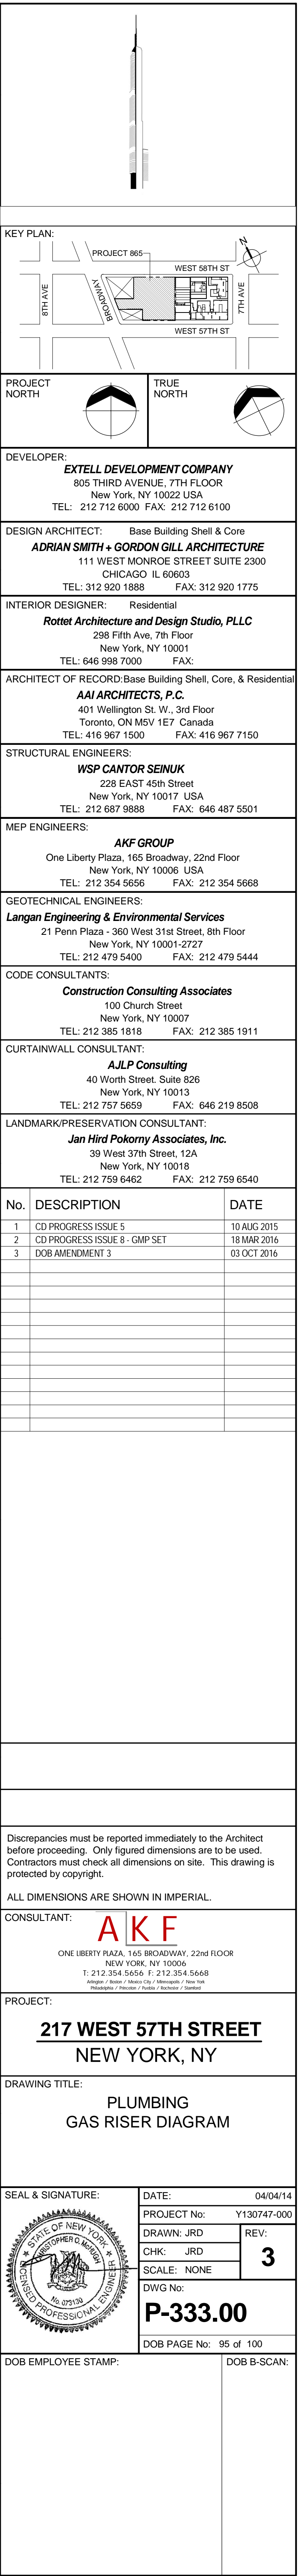 KEY PLAN:
N
PROJECT 865
WEST 58TH ST
8TH AVE
BROADWAY
7TH AVE
WEST 57TH ST
PROJECT
NORTH
TRUE
NORTH
DEVELOPER:
EXTELL DEVELOPMENT COMPANY
805 THIRD AVENUE, 7TH FLOOR
New York, NY 10022 USA
TEL: 212 712 6000 FAX: 212 712 6100
DESIGN ARCHITECT: Base Building Shell & Core
ADRIAN SMITH + GORDON GILL ARCHITECTURE
111 WEST MONROE STREET SUITE 2300
CHICAGO IL 60603
TEL: 312 920 1888 FAX: 312 920 1775
INTERIOR DESIGNER: Residential
Rottet Architecture and Design Studio, PLLC
298 Fifth Ave, 7th Floor
New York, NY 10001
TEL: 646 998 7000 FAX:
ARCHITECT OF RECORD:Base Building Shell, Core, & Residential
AAI ARCHITECTS, P.C.
401 Wellington St. W., 3rd Floor
Toronto, ON M5V 1E7 Canada
TEL: 416 967 1500 FAX: 416 967 7150
STRUCTURAL ENGINEERS:
WSP CANTOR SEINUK
228 EAST 45th Street
New York, NY 10017 USA
TEL: 212 687 9888 FAX: 646 487 5501
MEP ENGINEERS:
AKF GROUP
One Liberty Plaza, 165 Broadway, 22nd Floor
New York, NY 10006 USA
TEL: 212 354 5656 FAX: 212 354 5668
GEOTECHNICAL ENGINEERS:
Langan Engineering & Environmental Services
21 Penn Plaza - 360 West 31st Street, 8th Floor
New York, NY 10001-2727
TEL: 212 479 5400 FAX: 212 479 5444
CODE CONSULTANTS:
Construction Consulting Associates
100 Church Street
New York, NY 10007
TEL: 212 385 1818 FAX: 212 385 1911
CURTAINWALL CONSULTANT:
AJLP Consulting
40 Worth Street. Suite 826
New York, NY 10013
TEL: 212 757 5659 FAX: 646 219 8508
LANDMARK/PRESERVATION CONSULTANT:
Jan Hird Pokorny Associates, Inc.
39 West 37th Street, 12A
New York, NY 10018
TEL: 212 759 6462 FAX: 212 759 6540
No. DESCRIPTION DATE
1 CD PROGRESS ISSUE 5 10 AUG 2015
2 CD PROGRESS ISSUE 8 - GMP SET 18 MAR 2016
3 DOB AMENDMENT 3 03 OCT 2016
Discrepancies must be reported immediately to the Architect
before proceeding. Only figured dimensions are to be used.
Contractors must check all dimensions on site. This drawing is
protected by copyright.
ALL DIMENSIONS ARE SHOWN IN IMPERIAL.
CONSULTANT:
AKF
ONE LIBERTY PLAZA, 165 BROADWAY, 22nd FLOOR
NEW YORK, NY 10006
T: 212.354.5656 F: 212.354.5668
Arlington / Boston / Mexico City / Minneapolis / New York
Philadelphia / Princeton / Puebla / Rochester / Stamford
PROJECT:
217 WEST 57TH STREET
NEW YORK, NY
DRAWING TITLE:
PLUMBING
GAS RISER DIAGRAM
SEAL & SIGNATURE:
STATE OF NEW YORK
CHRISTOPHER O. McHUGH
No. 073130
LICENSED PROFESSIONAL ENGINEER
DATE: 04/04/14
PROJECT No: Y130747-000
DRAWN: JRD
REV:
3
CHK: JRD
SCALE: NONE
DWG No:
P-333.00
DOB PAGE No: 95 of 100
DOB EMPLOYEE STAMP:
DOB B-SCAN: